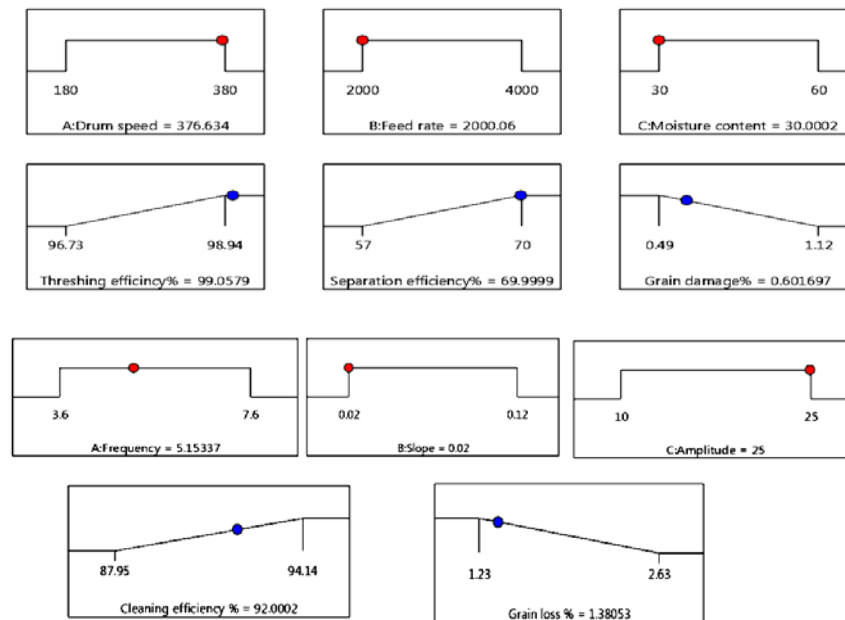 180 380
A:Drum speed = 376.634
2000 4000
B:Feed rate = 2000.06
30 60
C:Moisture content = 30.0002
96.73 98.94
Threshing efficincy% = 99.0579
57 70
Separation efficiency% = 69.9999
0.49 1.12
Grain damage% = 0.601697
3.6 7.6
A:Frequency = 5.15337
0.02 0.12
B:Slope = 0.02
10 25
C:Amplitude = 25
87.95 94.14
Cleaning efficiency % = 92.0002
1.23 2.63
Grain loss % = 1.38053